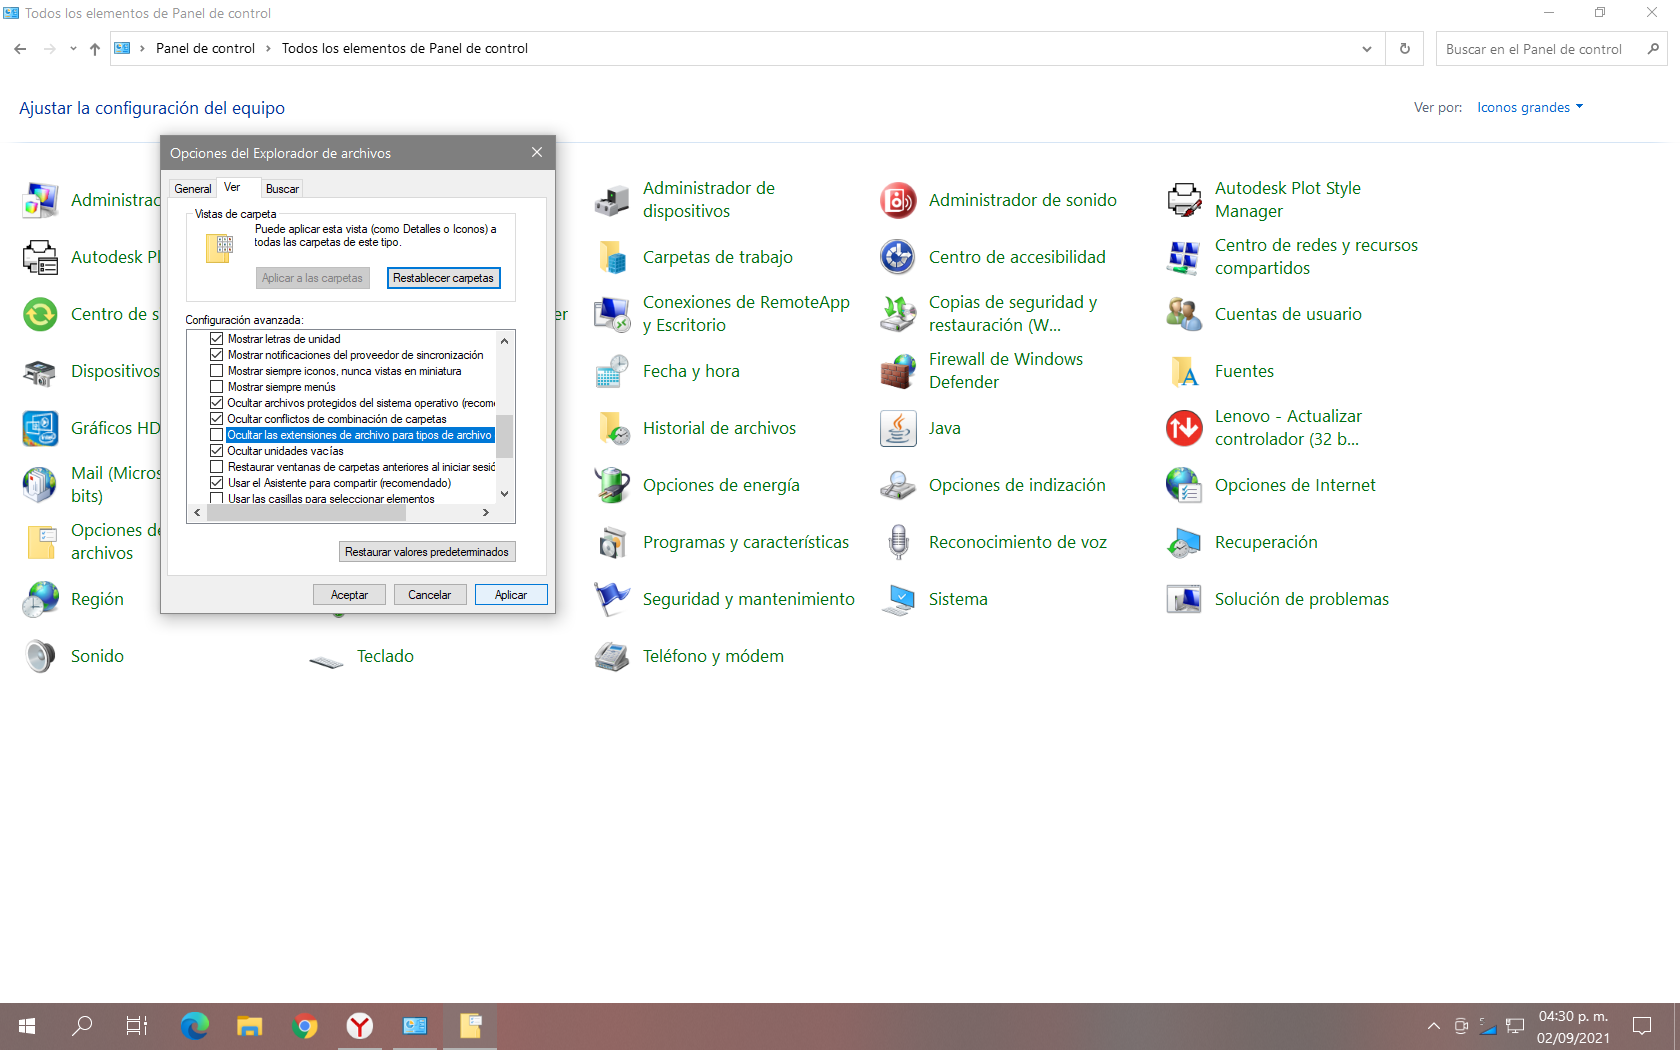 Todos los elementos de Panel de control
Panel de control
Todos los elementos de Panel de control
Buscar en el Panel de control
Ajustar la configuración del equipo
Ver por:
Iconos grandes
Opciones del Explorador de archivos
General
Ver
Buscar
Vistas de carpeta
Puede aplicar esta vista (como Detalles o Iconos) a
todas las carpetas de este tipo.
Aplicar a las carpetas
Restablecer carpetas
Configuración avanzada:
Mostrar letras de unidad
Mostrar notificaciones del proveedor de sincronización
Mostrar siempre iconos, nunca vistas en miniatura
Mostrar siempre menús
Ocultar archivos protegidos del sistema operativo (recome
Ocultar conflictos de combinación de carpetas
Ocultar las extensiones de archivo para tipos de archivo
Ocultar unidades vacías
Restaurar ventanas de carpetas anteriores al iniciar sesió
Usar el Asistente para compartir (recomendado)
Usar las casillas para seleccionar elementos
Restaurar valores predeterminados
Aceptar
Cancelar
Aplicar
Administrac
Administrador de
dispositivos
Administrador de sonido
Autodesk Plot Style
Manager
Autodesk Pl
Carpetas de trabajo
Centro de accesibilidad
Centro de redes y recursos
compartidos
Centro de s
er
Conexiones de RemoteApp
y Escritorio
Copias de seguridad y
restauración (W...
Cuentas de usuario
Dispositivos
Fecha y hora
Firewall de Windows
Defender
Fuentes
Gráficos HD
Historial de archivos
Java
Lenovo - Actualizar
controlador (32 b...
Mail (Micros
bits)
Opciones de energía
Opciones de indización
Opciones de Internet
Opciones de
archivos
Programas y características
Reconocimiento de voz
Recuperación
Región
Seguridad y mantenimiento
Sistema
Solución de problemas
Sonido
Teclado
Teléfono y módem
04:30 p. m.
02/09/2021